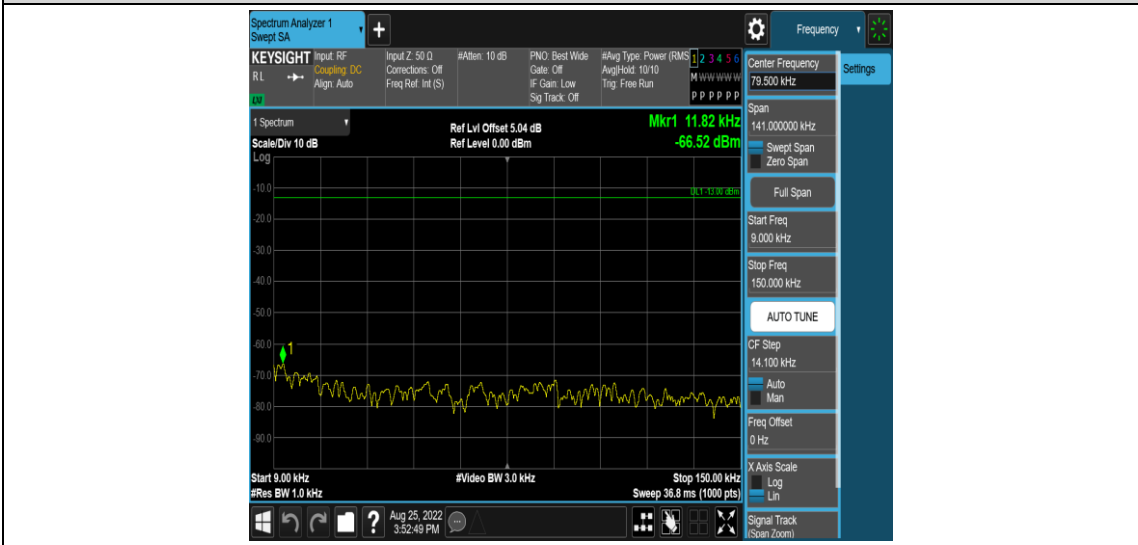 Spectrum Analyzer 1
Swept SA
+
Frequency
KEYSIGHT Input: RF Input Z: 50 Ω #Atten: 10 dB PNO: Best Wide #Avg Type: Power (RMS 1 2 3 4 5 6
Coupling: DC Corrections: Off Gate: Off Avg|Hold: 10/10 M W W W W W
R L Align: Auto Freq Ref: Int (S) IF Gain: Low Trig: Free Run
Sig Track: Off P P P P P P
LXI
1 Spectrum
Ref Lvl Offset 5.04 dB
Mkr1 11.82 kHz
Scale/Div 10 dB
Ref Level 0.00 dBm
-66.52 dBm
Log
-10.0
DL1 -13.00 dBm
-20.0
-30.0
-40.0
-50.0
-60.0
1
-70.0
-80.0
-90.0
Start 9.00 kHz #Video BW 3.0 kHz Stop 150.00 kHz
#Res BW 1.0 kHz Sweep 36.8 ms (1000 pts)
?
Aug 25, 2022
3:52:49 PM
Center Frequency
79.500 kHz
Settings
Span
141.000000 kHz
Swept Span
Zero Span
Full Span
Start Freq
9.000 kHz
Stop Freq
150.000 kHz
AUTO TUNE
CF Step
14.100 kHz
Auto
Man
Freq Offset
0 Hz
X Axis Scale
Log
Lin
Signal Track
(Span Zoom)